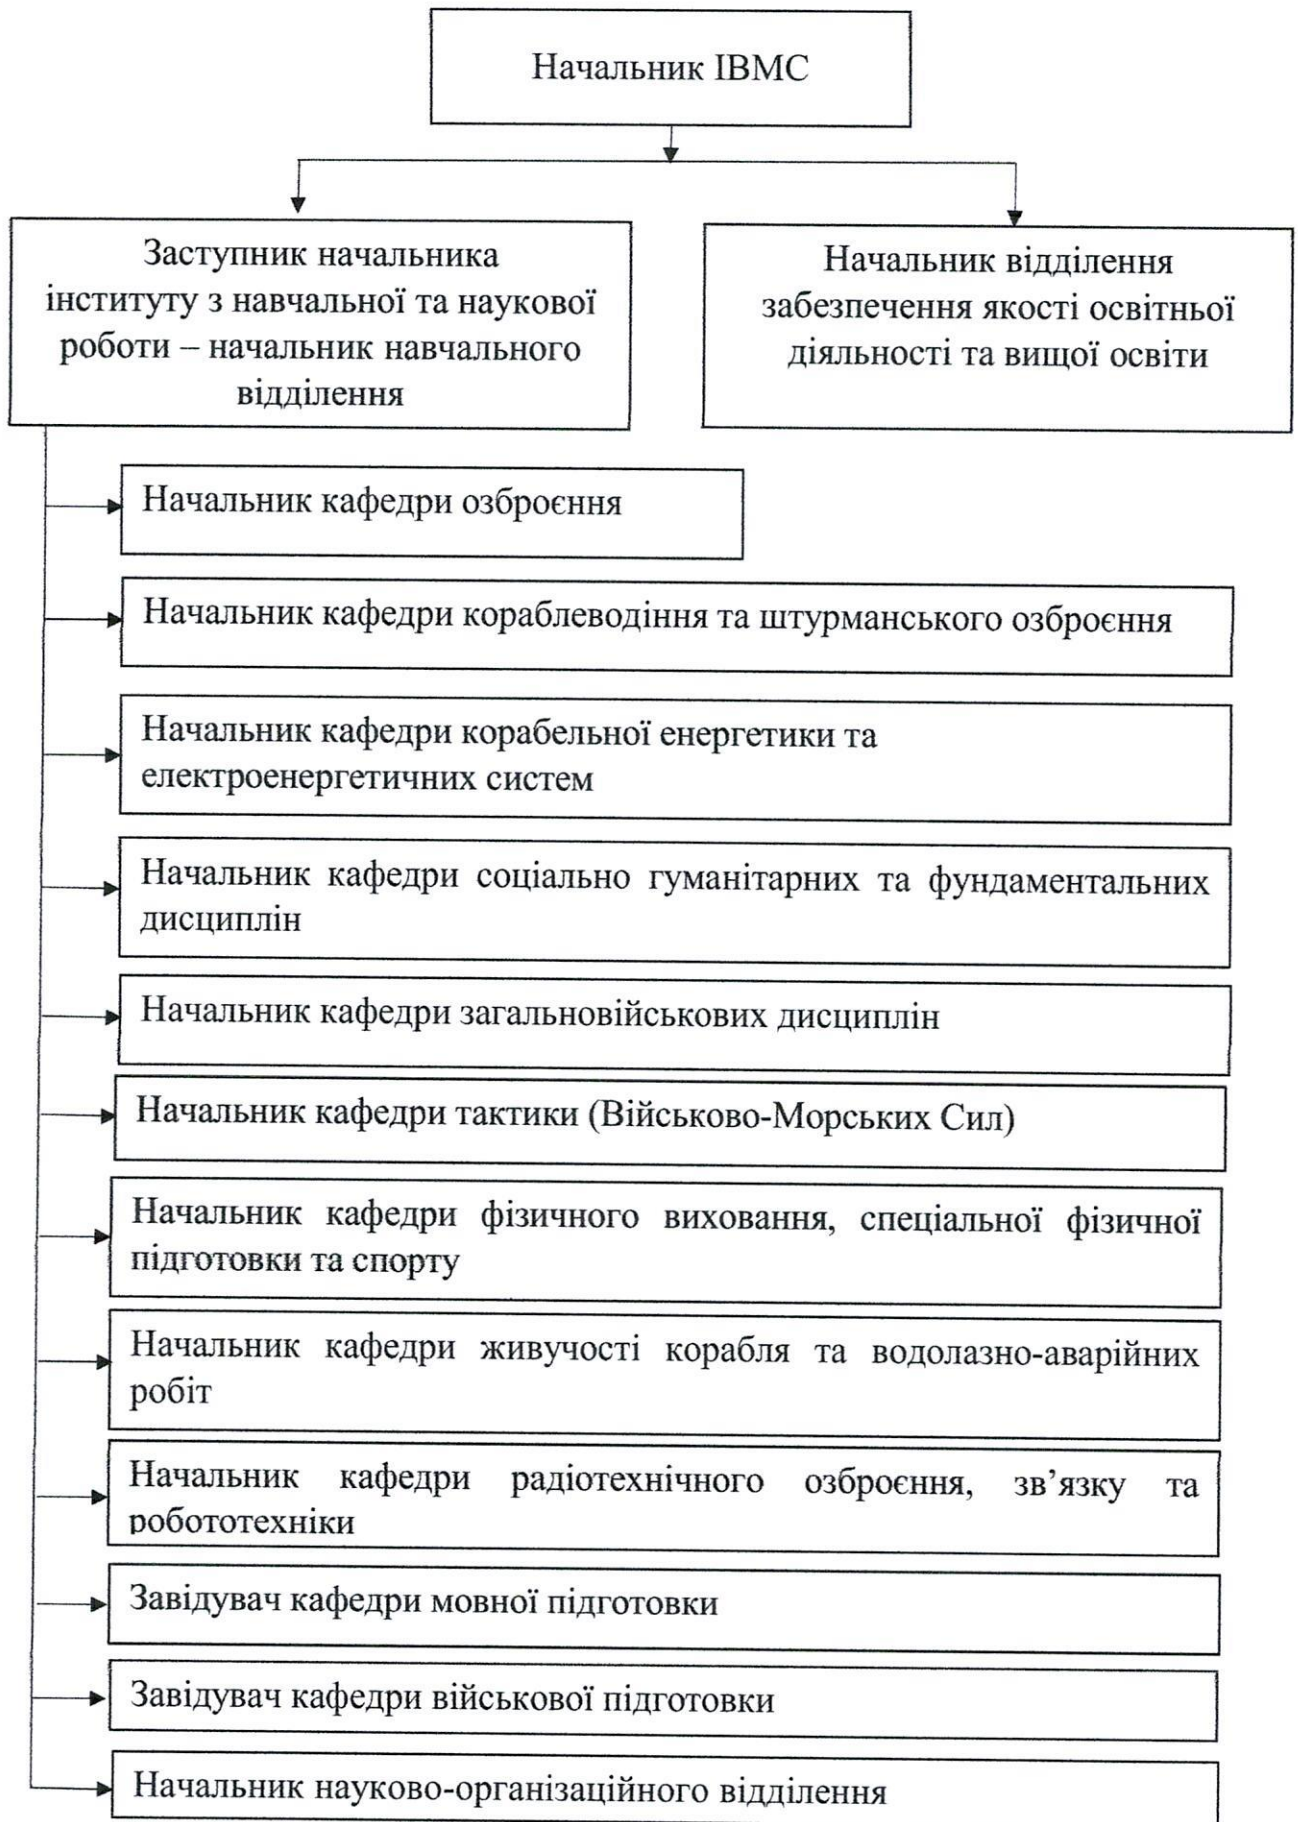 Начальник ІВМС
Заступник начальника
інституту з навчальної та наукової
роботи – начальник навчального
відділення
Начальник відділення
забезпечення якості освітньої
діяльності та вищої освіти
Начальник кафедри озброєння
Начальник кафедри кораблеводіння та штурманського озброєння
Начальник кафедри корабельної енергетики та
електроенергетичних систем
Начальник кафедри соціально гуманітарних та фундаментальних
дисциплін
Начальник кафедри загальновійськових дисциплін
Начальник кафедри тактики (Військово-Морських Сил)
Начальник кафедри фізичного виховання, спеціальної фізичної
підготовки та спорту
Начальник кафедри живучості корабля та водолазно-аварійних
робіт
Начальник кафедри радіотехнічного озброєння, зв’язку та
робототехніки
Завідувач кафедри мовної підготовки
Завідувач кафедри військової підготовки
Начальник науково-організаційного відділення